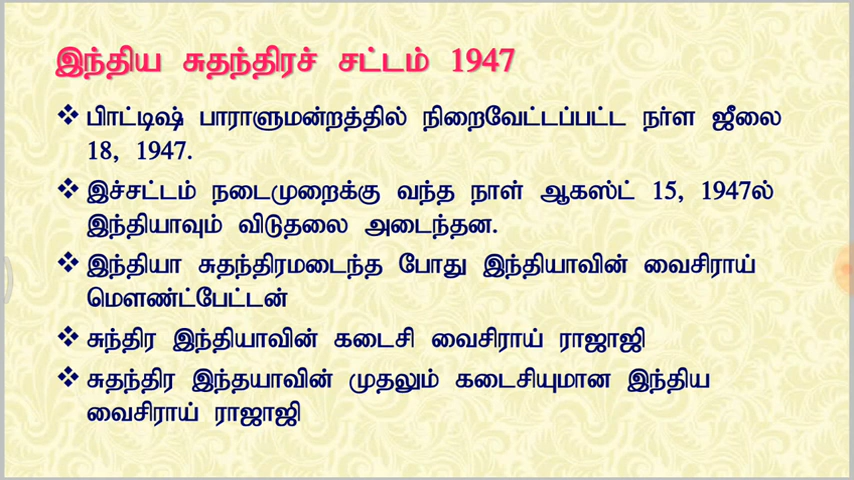 இந்திய சுதந்திரச் சட்டம் 1947
❖ பிாட்டிஷ் பாராளுமன்றத்தில் நிறைவேட்டப்பட்ட நா்ள ஜீலை
18, 1947.
❖ இச்சட்டம் நடைமுறைக்கு வந்த நாள் ஆகஸ்ட் 15, 1947ல்
இந்தியாவும் விடுதலை அடைந்தன.
❖ இந்தியா சுதந்திரமடைந்த போது இந்தியாவின் வைசிராய்
மௌண்ட்பேட்டன்
❖ சுந்திர இந்தியாவின் கடைசி வைசிராய் ராஜாஜி
❖ சுதந்திர இந்தயாவின் முதலும் கடைசியுமான இந்திய
வைசிராய் ராஜாஜி